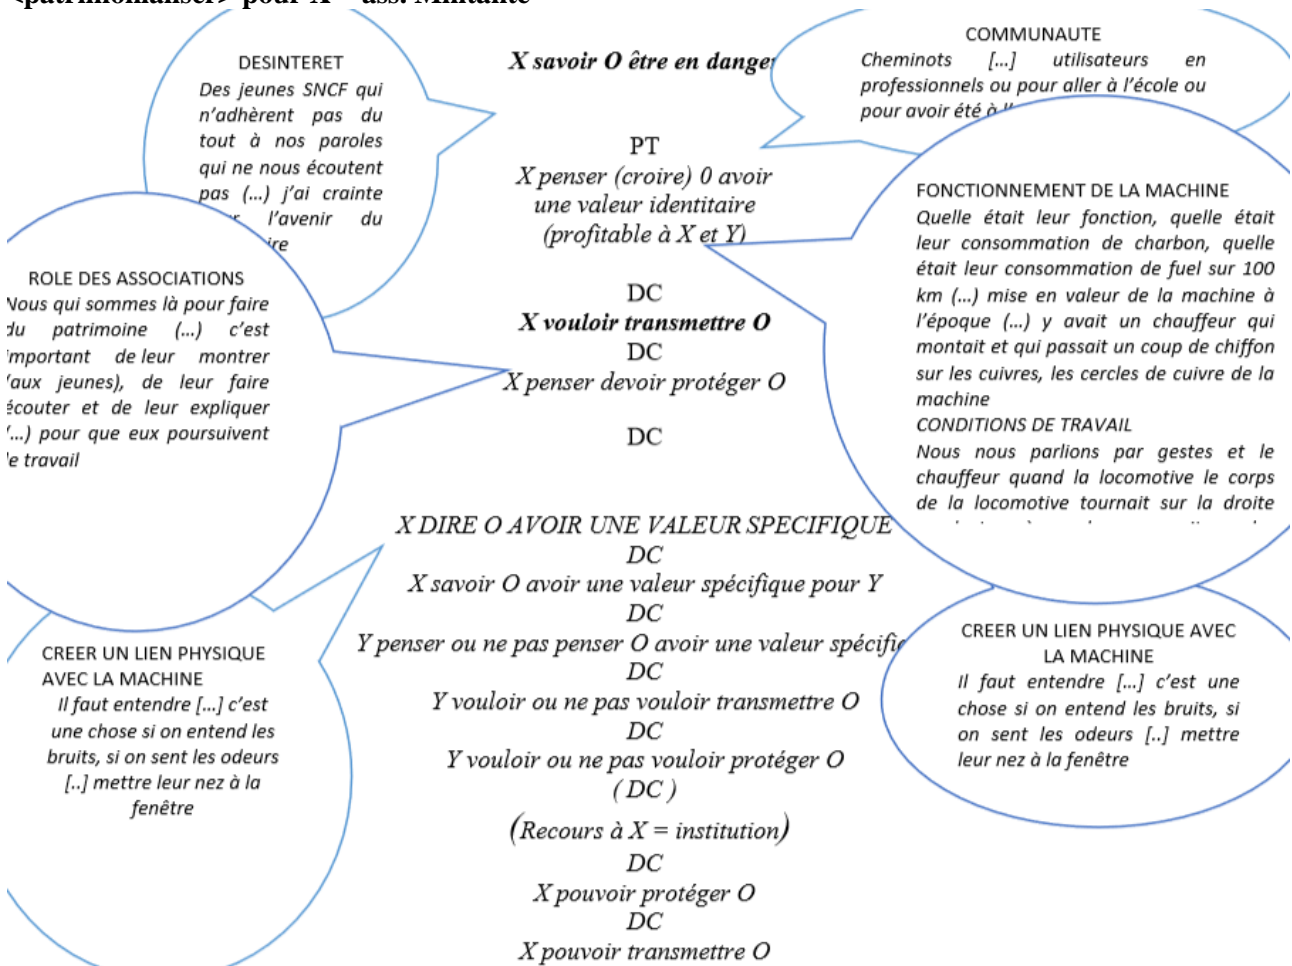 <patrimonialiser> pour X = ass. Militante
DESINTERET
Des jeunes SNCF qui
n'adhèrent pas du
tout à nos paroles
qui ne nous écoutent
pas (…) j'ai crainte
l'avenir du
X savoir O être en danger
COMMUNAUTE
Cheminots […] utilisateurs en
professionnels ou pour aller à l'école ou
pour avoir été à
PT
X penser (croire) 0 avoir
une valeur identitaire
(profitable à X et Y)
DC
X vouloir transmettre O
DC
X penser devoir protéger O
DC
FONCTIONNEMENT DE LA MACHINE
Quelle était leur fonction, quelle était
leur consommation de charbon, quelle
était leur consommation de fuel sur 100
km (…) mise en valeur de la machine à
l'époque (…) y avait un chauffeur qui
montait et qui passait un coup de chiffon
sur les cuivres, les cercles de cuivre de la
machine
CONDITIONS DE TRAVAIL
Nous nous parlions par gestes et le
chauffeur quand la locomotive le corps
de la locomotive tournait sur la droite
ROLE DES ASSOCIATIONS
Nous qui sommes là pour faire
du patrimoine (…) c'est
important de leur montrer
(aux jeunes), de leur faire
écouter et de leur expliquer
(…) pour que eux poursuivent
le travail
X DIRE O AVOIR UNE VALEUR SPECIFIQUE
DC
X savoir O avoir une valeur spécifique pour Y
DC
Y penser ou ne pas penser O avoir une valeur spécifiq
DC
Y vouloir ou ne pas vouloir transmettre O
DC
Y vouloir ou ne pas vouloir protéger O
( DC )
(Recours à X = institution)
DC
X pouvoir protéger O
DC
X pouvoir transmettre O
CREER UN LIEN PHYSIQUE
AVEC LA MACHINE
Il faut entendre […] c'est
une chose si on entend les
bruits, si on sent les odeurs
[..] mettre leur nez à la
fenêtre
CREER UN LIEN PHYSIQUE AVEC
LA MACHINE
Il faut entendre […] c'est une
chose si on entend les bruits, si
on sent les odeurs [..] mettre
leur nez à la fenêtre